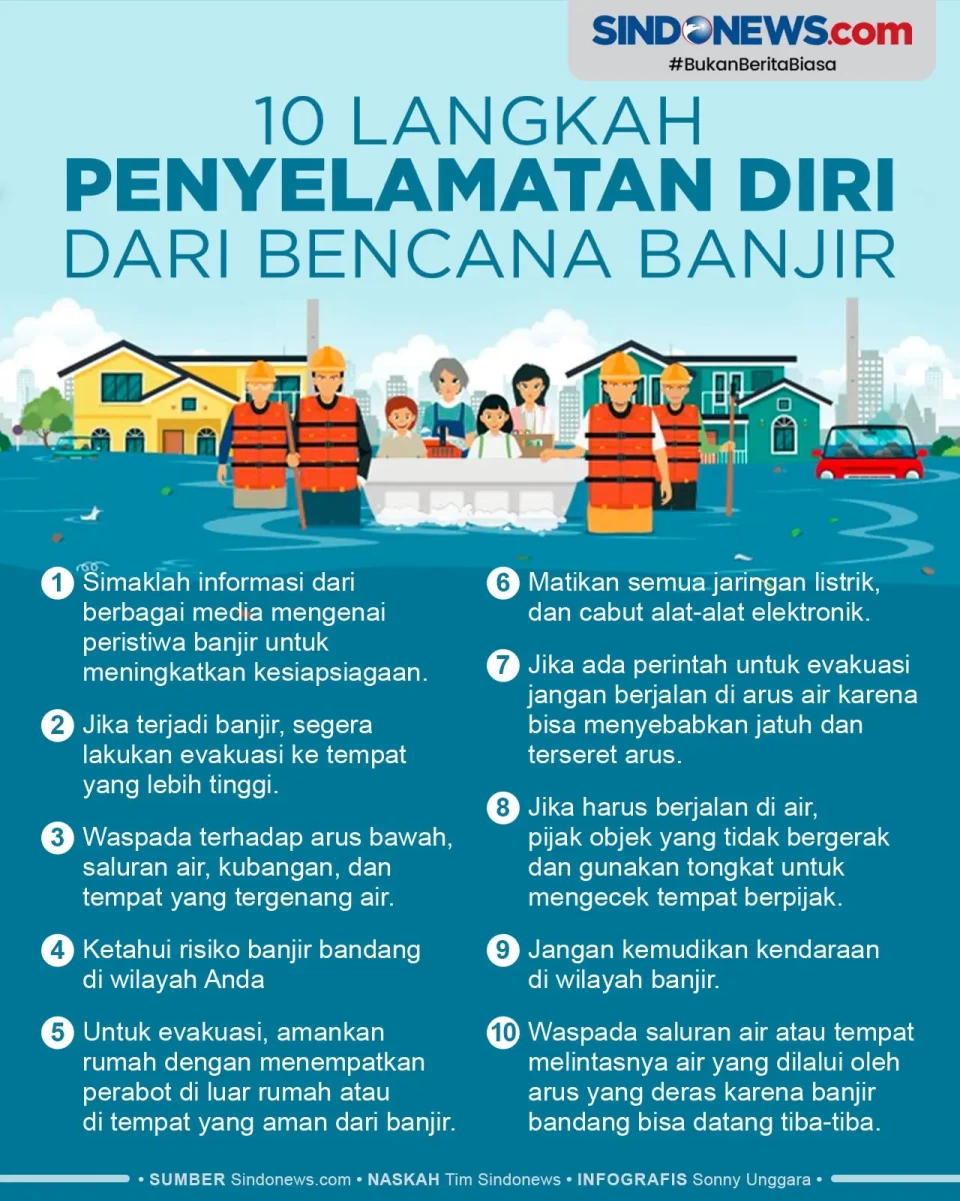 SINDONEWS.com
#BukanBeritaBiasa
10 LANGKAH
PENYELAMATAN DIRI
DARI BENCANA BANJIR
1 Simaklah informasi dari
berbagai media mengenai
peristiwa banjir untuk
meningkatkan kesiapsiagaan.
2 Jika terjadi banjir, segera
lakukan evakuasi ke tempat
yang lebih tinggi.
3 Waspada terhadap arus bawah,
saluran air, kubangan, dan
tempat yang tergenang air.
4 Ketahui risiko banjir bandang
di wilayah Anda
5 Untuk evakuasi, amankan
rumah dengan menempatkan
perabot di luar rumah atau
di tempat yang aman dari banjir.
6 Matikan semua jaringan listrik,
dan cabut alat-alat elektronik.
7 Jika ada perintah untuk evakuasi
jangan berjalan di arus air karena
bisa menyebabkan jatuh dan
terseret arus.
8 Jika harus berjalan di air,
pijak objek yang tidak bergerak
dan gunakan tongkat untuk
mengecek tempat berpijak.
9 Jangan kemudikan kendaraan
di wilayah banjir.
10 Waspada saluran air atau tempat
melintasnya air yang dilalui oleh
arus yang deras karena banjir
bandang bisa datang tiba-tiba.
• SUMBER Sindonews.com • NASKAH Tim Sindonews • INFOGRAFIS Sonny Unggara •